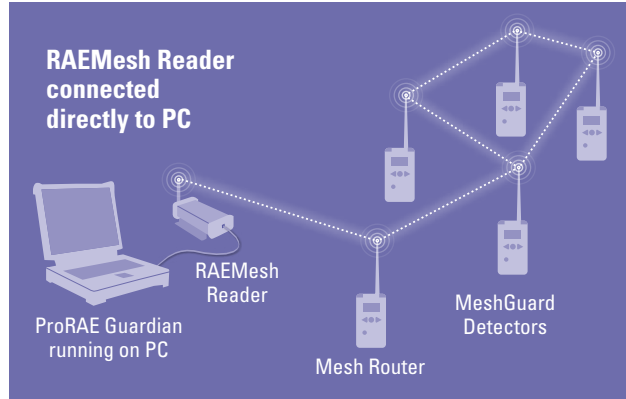 RAEMesh Reader
connected
directly to PC
RAEMesh
Reader
ProRAE Guardian
running on PC
Mesh Router
MeshGuard
Detectors